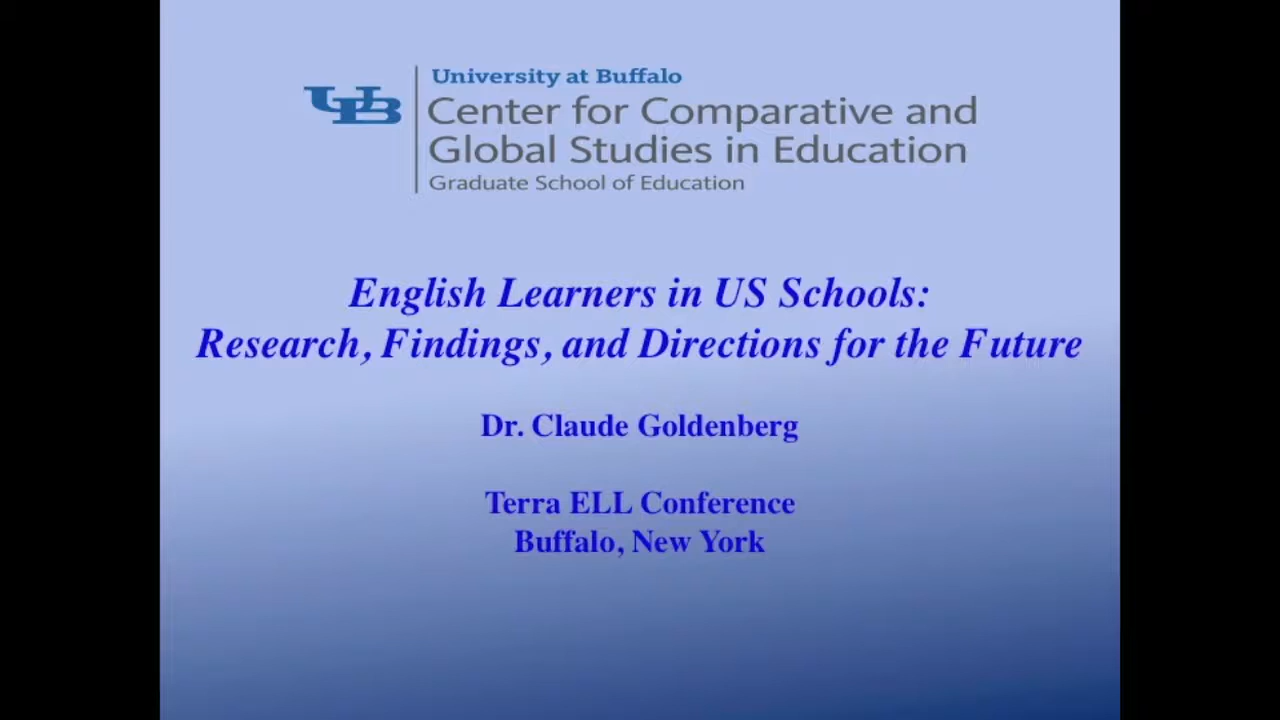 University at Buffalo
UB
Center for Comparative and
Global Studies in Education
Graduate School of Education
English Learners in US Schools:
Research, Findings, and Directions for the Future
Dr. Claude Goldenberg
Terra ELL Conference
Buffalo, New York